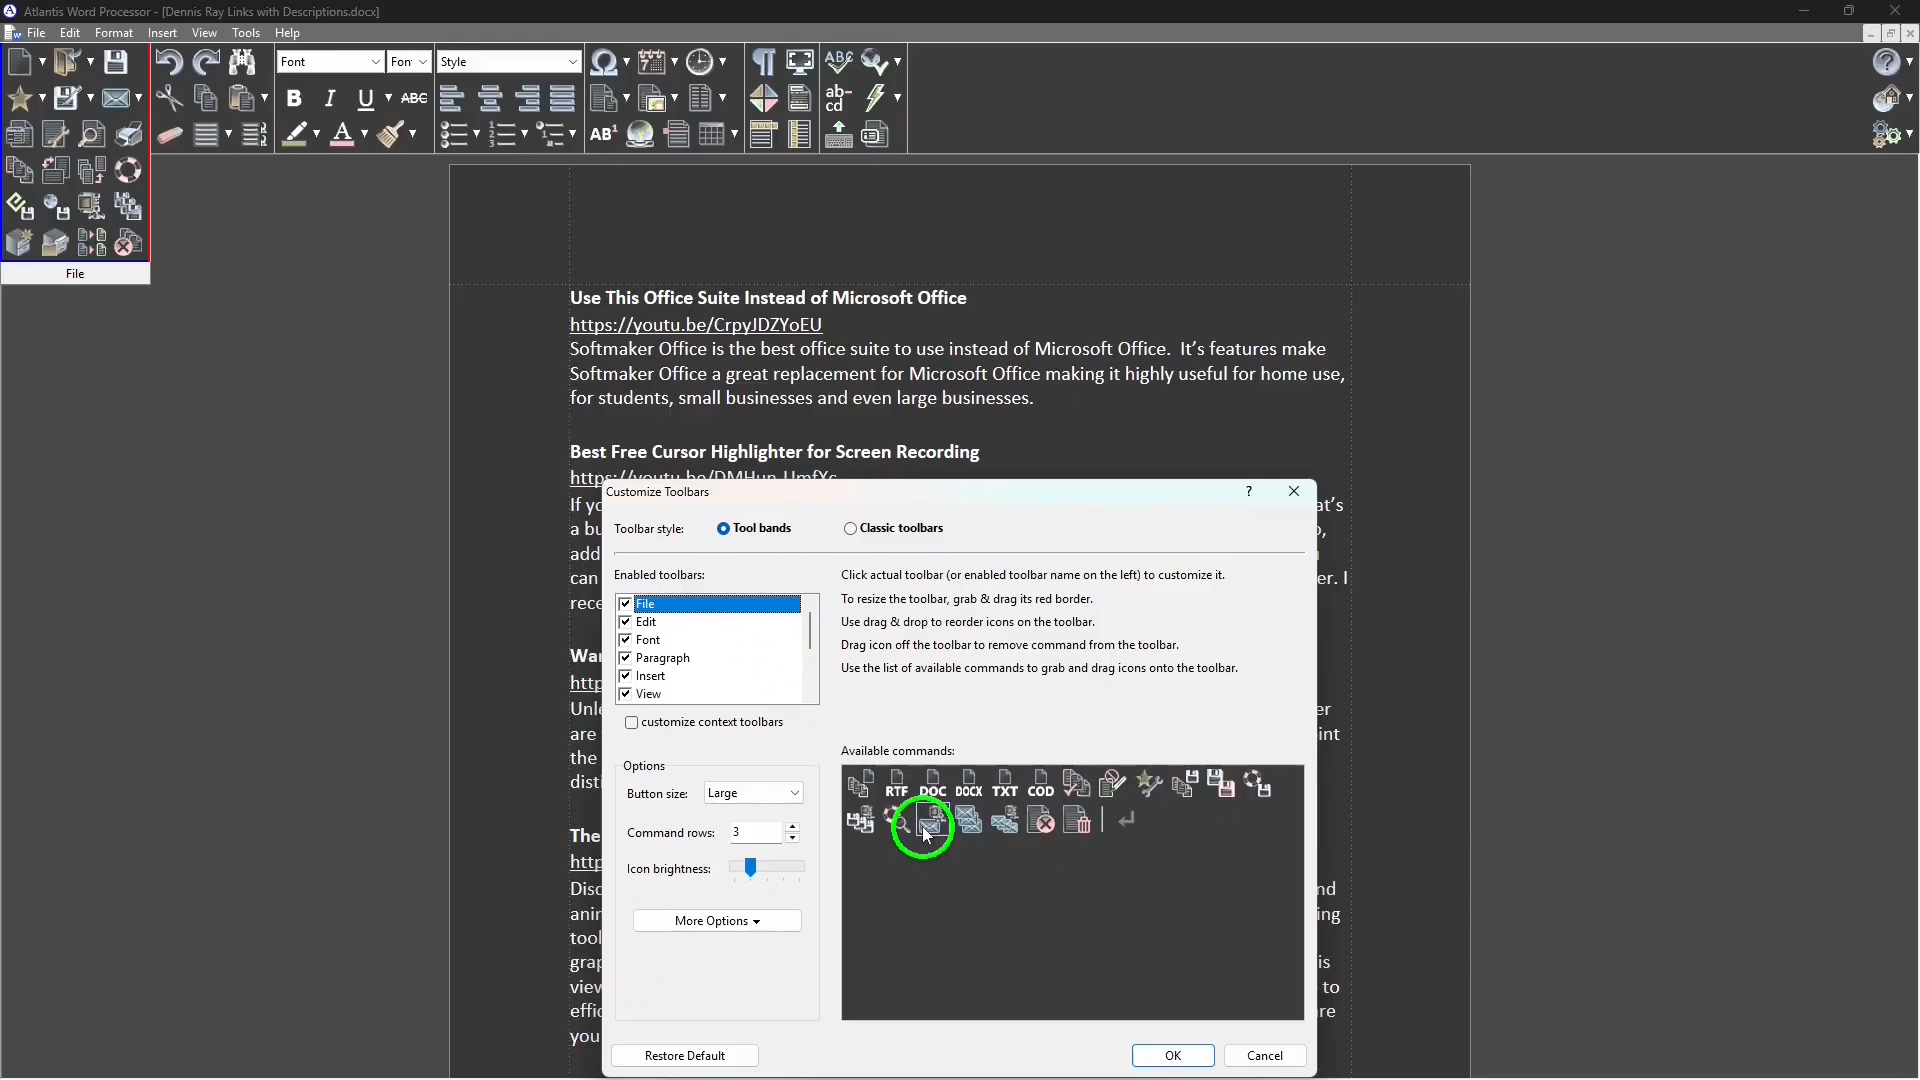 Atlantis Word Processor - [Dennis Ray Links with Descriptions.docx]
File Edit Format Insert View Tools Help
Font Fon Style
ABC
B I U ABC
ab-
cd
A AB¹
File
Use This Office Suite Instead of Microsoft Office
https://youtu.be/CrpyJDZYoEU
Softmaker Office is the best office suite to use instead of Microsoft Office. It's features make
Softmaker Office a great replacement for Microsoft Office making it highly useful for home use,
for students, small businesses and even large businesses.
Best Free Cursor Highlighter for Screen Recording
Customize Toolbars
Toolbar style: Tool bands Classic toolbars
Enabled toolbars:
File
Edit
Font
Paragraph
Insert
View
customize context toolbars
Click actual toolbar (or enabled toolbar name on the left) to customize it.
To resize the toolbar, grab & drag its red border.
Use drag & drop to reorder icons on the toolbar.
Drag icon off the toolbar to remove command from the toolbar.
Use the list of available commands to grab and drag icons onto the toolbar.
Options
Button size: Large
Command rows: 3
Icon brightness:
More Options
Available commands:
RTF DOC DOCX TXT COD
Restore Default
OK Cancel